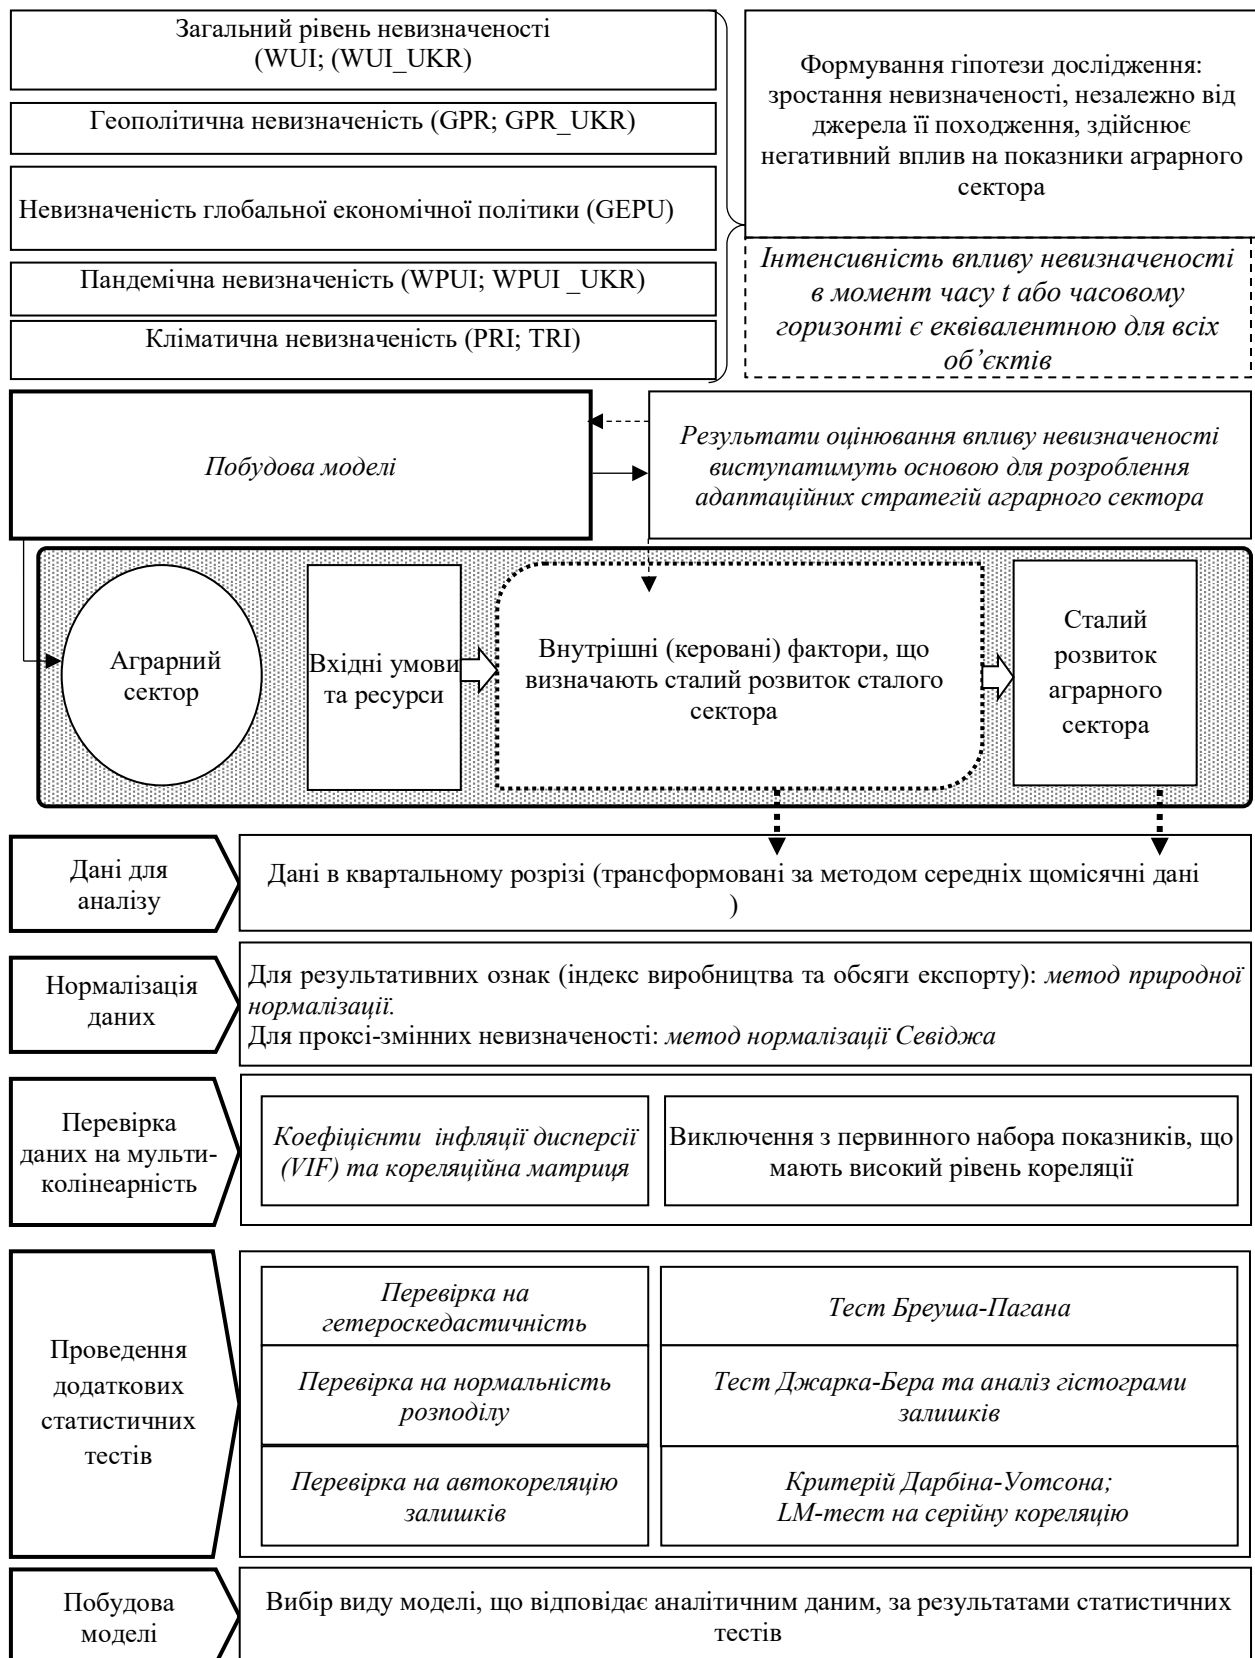 Загальний рівень невизначеності
(WUI; (WUI_UKR)
Геополітична невизначеність (GPR; GPR_UKR)
Невизначеність глобальної економічної політики (GEPU)
Пандемічна невизначеність (WPUI; WPUI _UKR)
Кліматична невизначеність (PRI; TRI)
Формування гіпотези дослідження:
зростання невизначеності, незалежно від
джерела її походження, здійснює
негативний вплив на показники аграрного
сектора
Інтенсивність впливу невизначеності
в момент часу t або часовому
горизонті є еквівалентною для всіх
об’єктів
Побудова моделі
Результати оцінювання впливу невизначеності
виступатимуть основою для розроблення
адаптаційних стратегій аграрного сектора
Аграрний
сектор
Вхідні умови
та ресурси
Внутрішні (керовані) фактори, що
визначають сталий розвиток сталого
сектора
Сталий
розвиток
аграрного
сектора
Дані для
аналізу
Дані в квартальному розрізі (трансформовані за методом середніх щомісячні дані
)
Нормалізація
даних
Для результативних ознак (індекс виробництва та обсяги експорту): метод природної
нормалізації.
Для проксі-змінних невизначеності: метод нормалізації Севіджа
Перевірка
даних на мульти-
колінеарність
Коефіцієнти інфляції дисперсії
(VIF) та кореляційна матриця
Виключення з первинного набора показників, що
мають високий рівень кореляції
Проведення
додаткових
статистичних
тестів
Перевірка на
гетероскедастичність
Тест Бреуша-Пагана
Перевірка на нормальність
розподілу
Тест Джарка-Бера та аналіз гістограми
залишків
Перевірка на автокореляцію
залишків
Критерій Дарбіна-Уотсона;
LM-тест на серійну кореляцію
Побудова
моделі
Вибір виду моделі, що відповідає аналітичним даним, за результатами статистичних
тестів